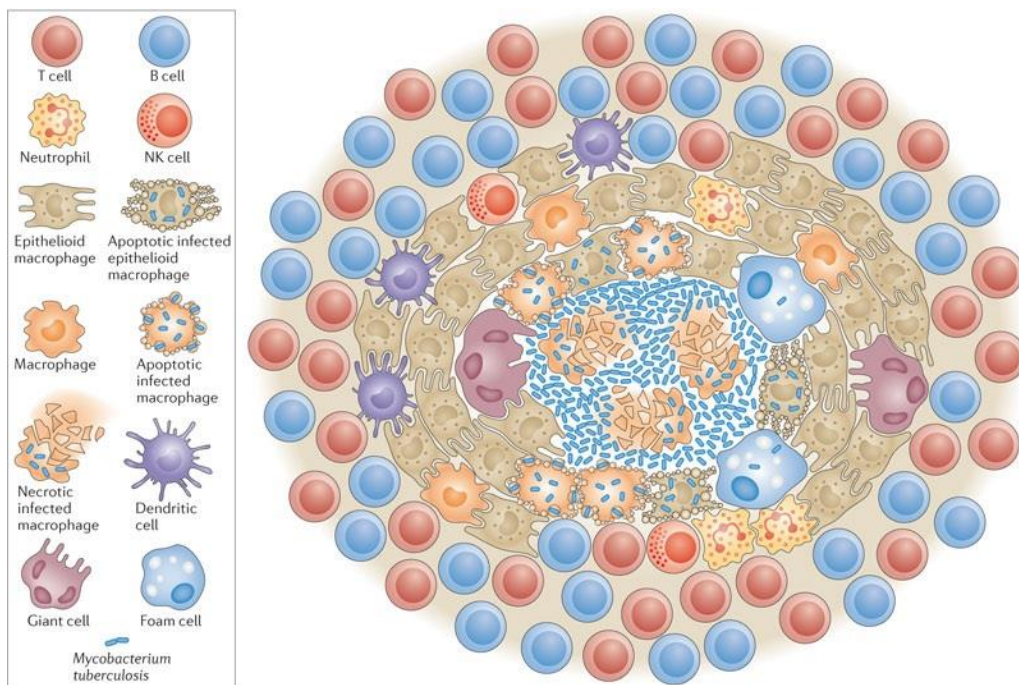 T cell
B cell
Neutrophil
NK cell
Epithelioid
macrophage
Apoptotic infected
epithelioid
macrophage
Macrophage
Apoptotic
infected
macrophage
Necrotic
infected
macrophage
Dendritic
cell
Giant cell
Foam cell
Mycobacterium
tuberculosis